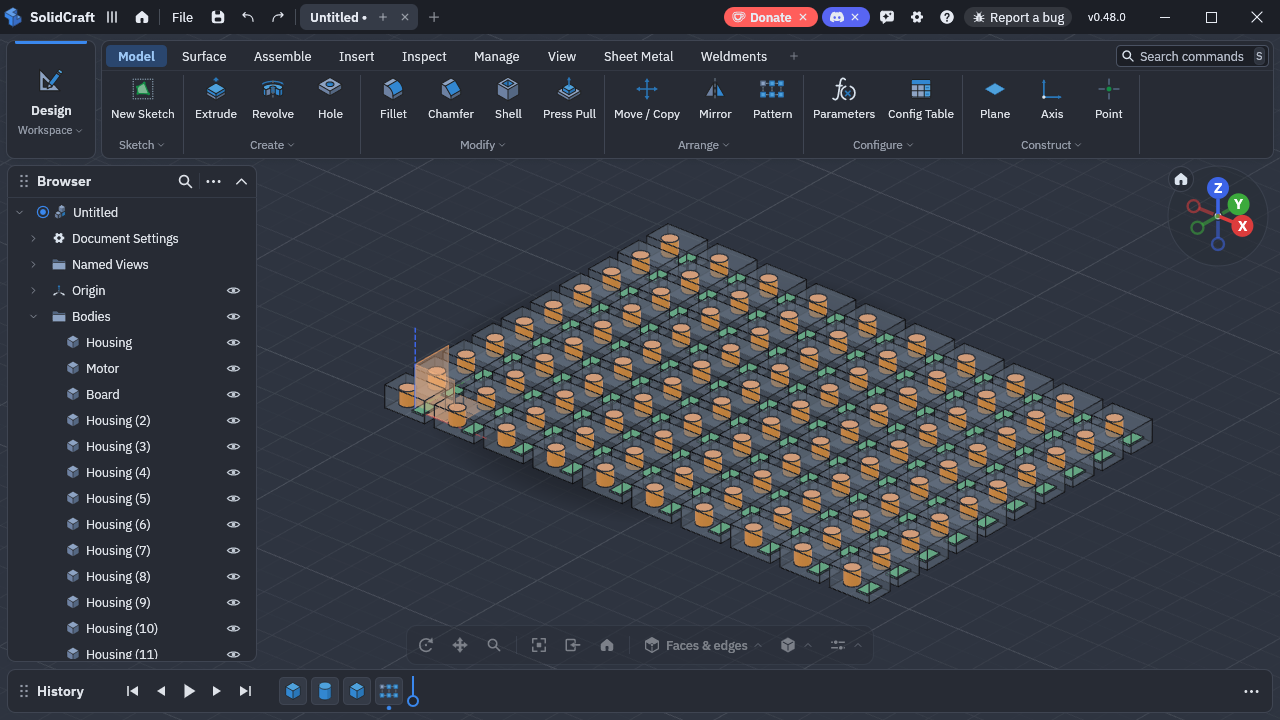 SolidCraft
File
Untitled •
Donate
Report a bug
v0.48.0
Design
Workspace
Model
Surface
Assemble
Insert
Inspect
Manage
View
Sheet Metal
Weldments
Search commands
S
New Sketch
Extrude
Revolve
Hole
Fillet
Chamfer
Shell
Press Pull
Move / Copy
Mirror
Pattern
Parameters
Config Table
Plane
Axis
Point
Sketch
Create
Modify
Arrange
Configure
Construct
Browser
Untitled
Document Settings
Named Views
Origin
Bodies
Housing
Motor
Board
Housing (2)
Housing (3)
Housing (4)
Housing (5)
Housing (6)
Housing (7)
Housing (8)
Housing (9)
Housing (10)
Housing (11)
Z
Y
X
Faces & edges
History